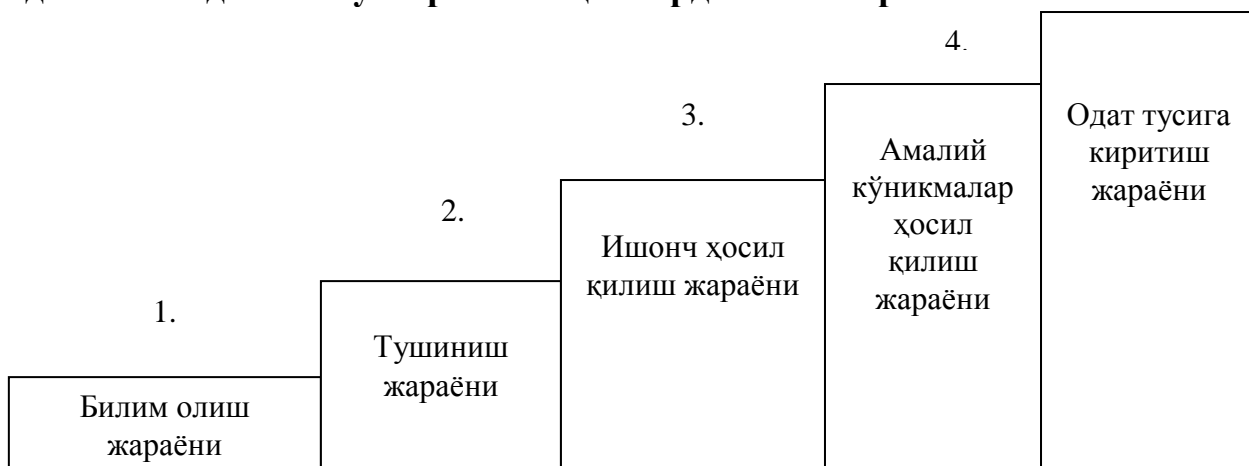 4.
3.
2.
1.
Билим олиш
жараёни
Тушиниш
жараёни
Ишонч ҳосил
қилиш жараёни
Амалий
кўникмалар
ҳосил
қилиш
жараёни
Одат тусига
киритиш
жараёни